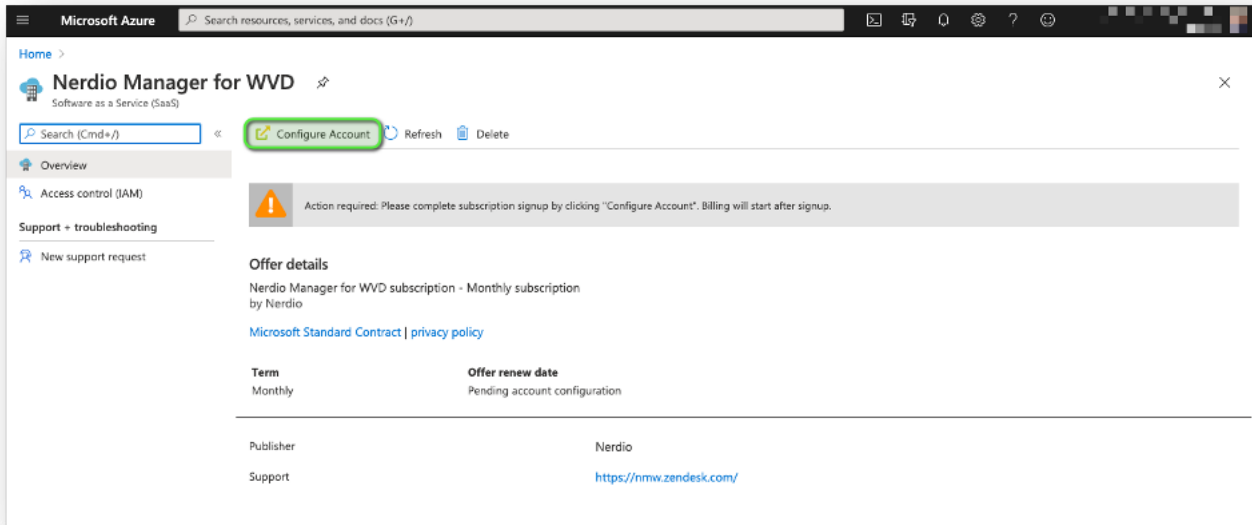 Microsoft Azure
Search resources, services, and docs (G+/)
?
Home >
Nerdio Manager for WVD
Software as a Service (SaaS)
Search (Cmd+/)
«
Configure Account
Refresh
Delete
Overview
Access control (IAM)
Support + troubleshooting
New support request
Action required: Please complete subscription signup by clicking "Configure Account". Billing will start after signup.
Offer details
Nerdio Manager for WVD subscription - Monthly subscription
by Nerdio
Microsoft Standard Contract | privacy policy
Term Offer renew date
Monthly Pending account configuration
Publisher Nerdio
Support https://nmw.zendesk.com/